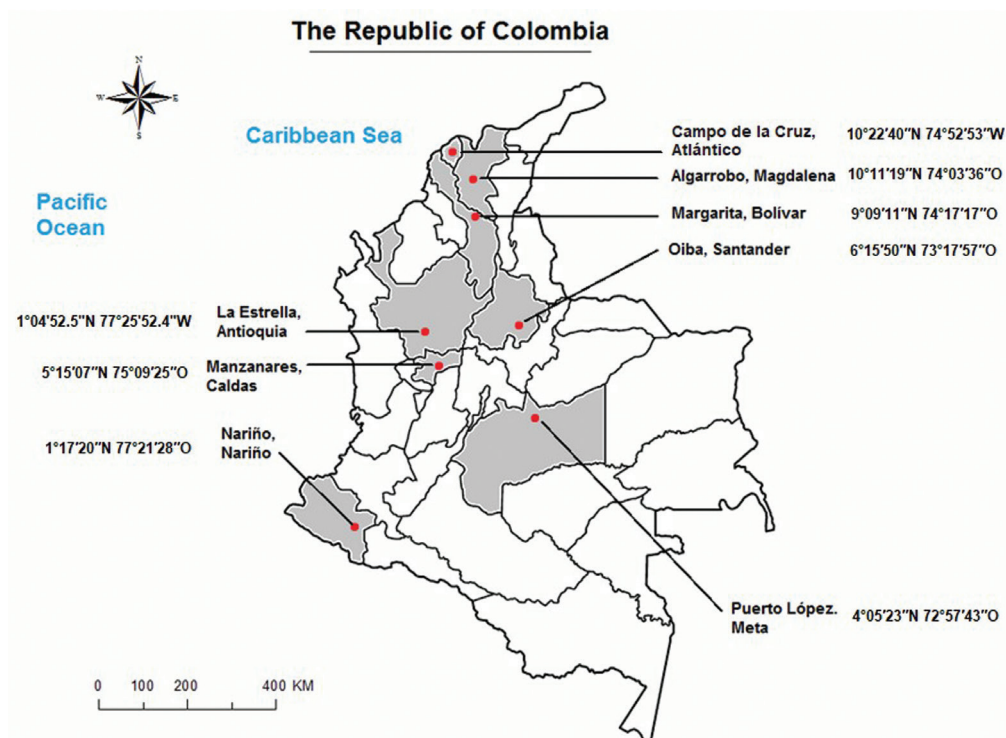 The Republic of Colombia
N
W
E
S
Caribbean Sea
Pacific
Ocean
Campo de la Cruz,
Atlántico
10°22′40″N 74°52′53″W
Algarrobo, Magdalena
10°11′19″N 74°03′36″O
Margarita, Bolívar
9°09′11″N 74°17′17″O
Oiba, Santander
6°15′50″N 73°17′57″O
1°04′52.5″N 77°25′52.4″W
La Estrella,
Antioquia
5°15′07″N 75°09′25″O
Manzanares,
Caldas
1°17′20″N 77°21′28″O
Nariño,
Nariño
Puerto López.
Meta
4°05′23″N 72°57′43″O
0 100 200 400 KM